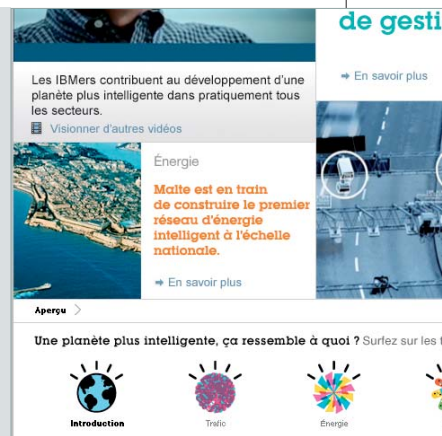 de gesti
Les IBMers contribuent au développement d'une
planète plus intelligente dans pratiquement tous
les secteurs.
Visionner d'autres vidéos
➔ En savoir plus
Énergie
Malte est en train
de construire le premier
réseau d'énergie
intelligent à l'échelle
nationale.
➔ En savoir plus
Aperçu >
Une planète plus intelligente, ça ressemble à quoi ? Surfez sur les
Introduction
Trafic
Énergie